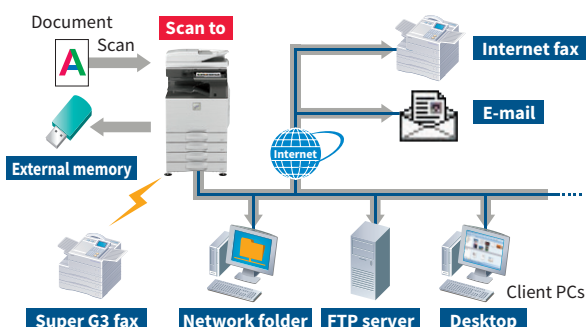 Document
Scan to
Scan
A
Internet fax
E-mail
Internet
External memory
Client PCs
Super G3 fax
Network folder
FTP server
Desktop